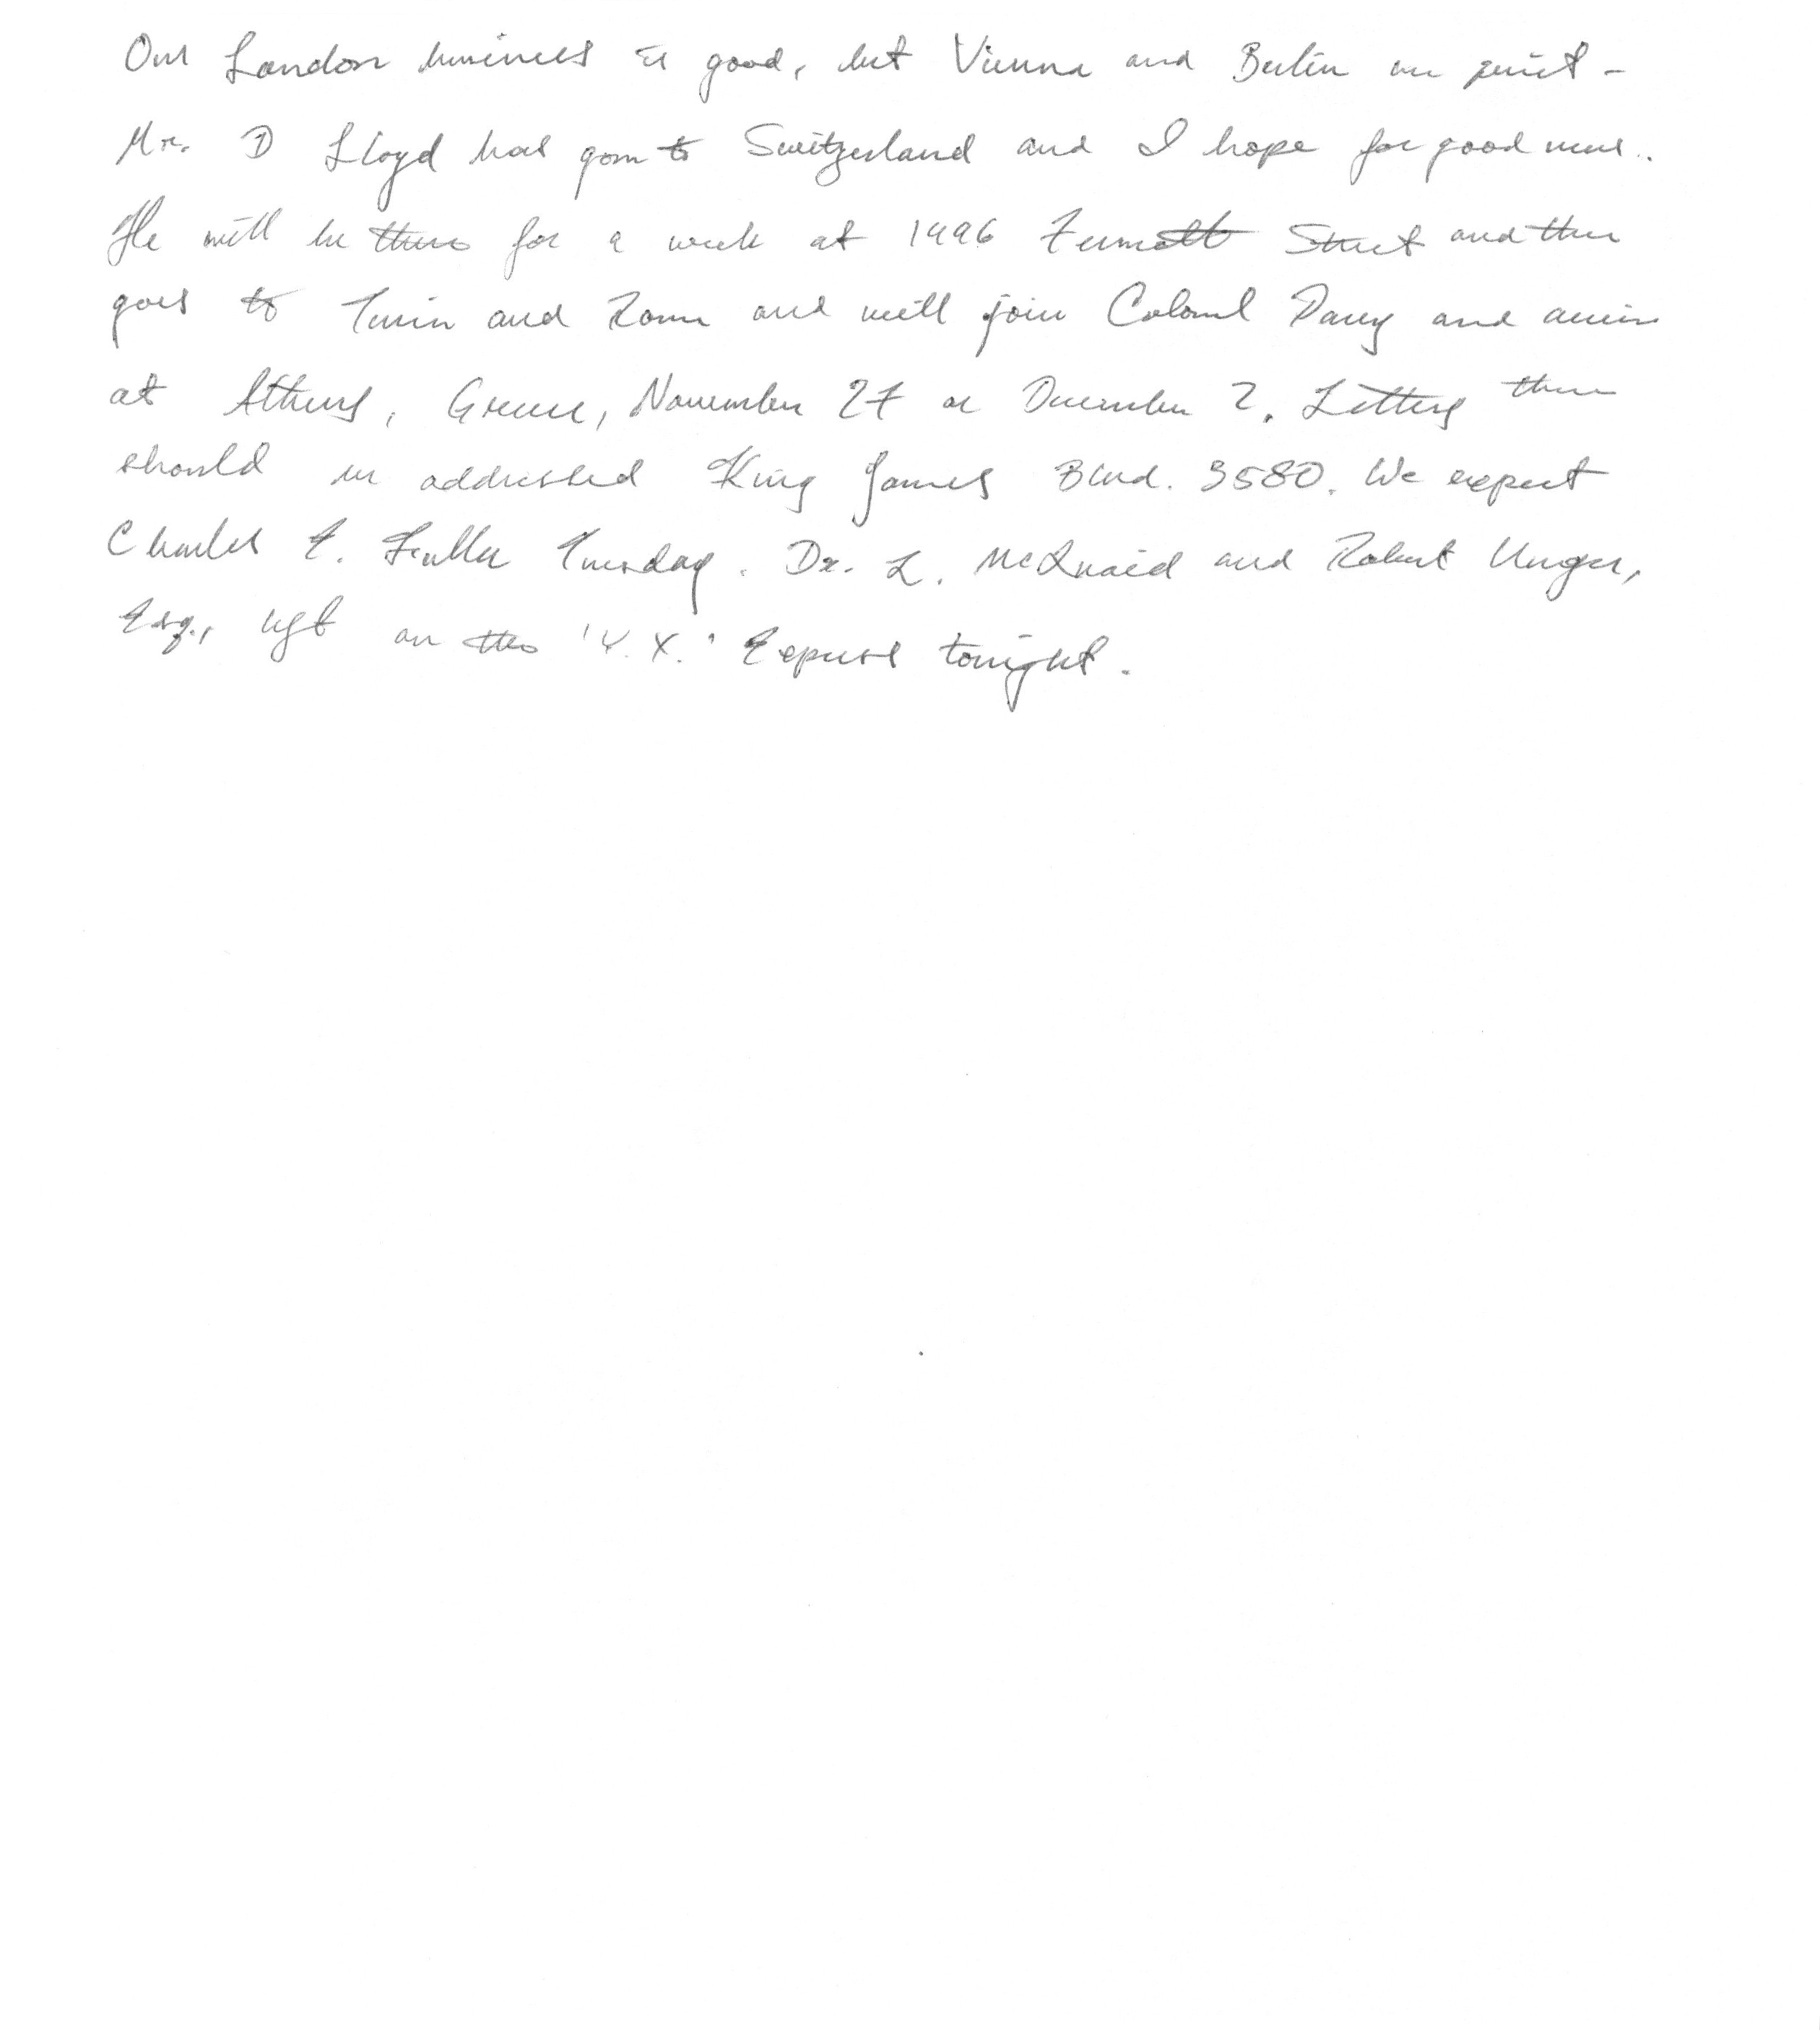 Our London business is good, but Vienna and Berlin are quiet -
Mr. D Lloyd has gone to Switzerland and I hope for good news..
He will be there for a week at 1496 Zermott Street and then
goes to Turin and Rome and will join Colonel Parry and arrive
at Athens, Greece, November 27 or December 2. Letters there
should be addressed King James Blvd. 3580. We expect
Charles E. Fuller Tuesday. Dr. L. McQuaid and Robert Unger,
Esq., left on the 'Y.X.' Express tonight.